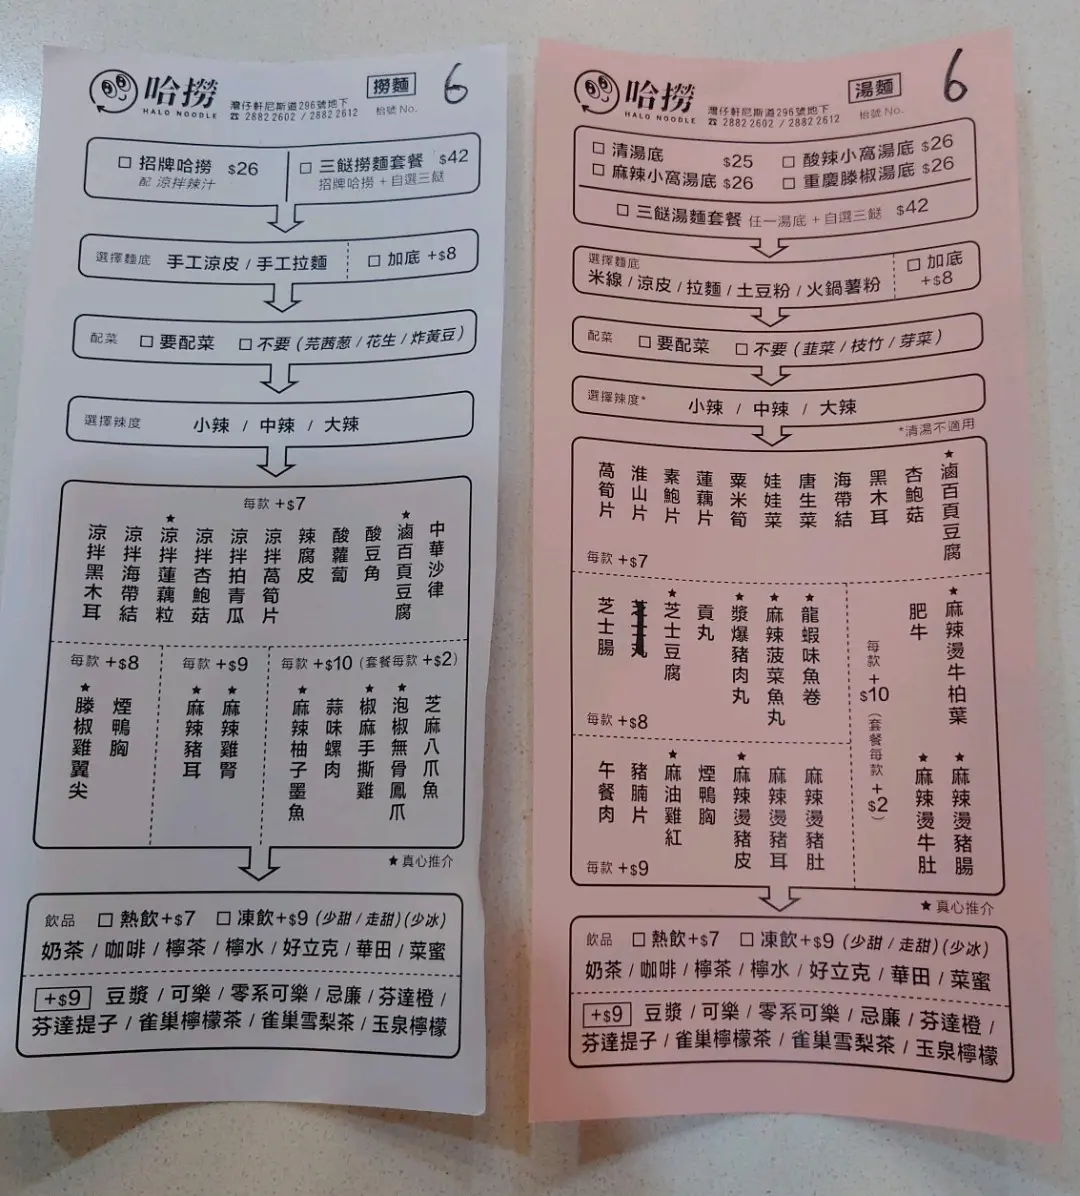 哈撈
HALO NOODLE
灣仔軒尼斯道296號地下
☎ 2882 2602 / 2882 2612
撈麵
枱號 No.
6
□ 招牌哈撈 $26
配 涼拌辣汁
□ 三餸撈麵套餐 $42
招牌哈撈 + 自選三餸
選擇麵底 手工涼皮 / 手工拉麵 □ 加底 +$8
配菜 □ 要配菜 □ 不要 (芫茜葱 / 花生 / 炸黃豆)
選擇辣度 小辣 / 中辣 / 大辣
每款 +$7
涼拌黑木耳
涼拌海帶結
★涼拌蓮藕粒
涼拌杏鮑菇
涼拌拍青瓜
涼拌萵筍片
辣腐皮
酸蘿蔔
酸豆角
★滷百頁豆腐
中華沙律
每款 +$8
★滕椒雞翼尖
煙鴨胸
每款 +$9
★麻辣豬耳
★麻辣雞腎
每款 +$10 (套餐每款 +$2)
★麻辣柚子墨魚
蒜味螺肉
★椒麻手撕雞
★泡椒無骨鳳爪
芝麻八爪魚
★真心推介
飲品 □ 熱飲+$7 □ 凍飲+$9 (少甜 / 走甜) (少冰)
奶茶 / 咖啡 / 檸茶 / 檸水 / 好立克 / 華田 / 菜蜜
+$9 豆漿 / 可樂 / 零系可樂 / 忌廉 / 芬達橙 /
芬達提子 / 雀巢檸檬茶 / 雀巢雪梨茶 / 玉泉檸檬
哈撈
HALO NOODLE
灣仔軒尼斯道296號地下
☎ 2882 2602 / 2882 2612
湯麵
枱號 No.
6
□ 清湯底 $25 □ 酸辣小窩湯底 $26
□ 麻辣小窩湯底 $26 □ 重慶滕椒湯底 $26
□ 三餸湯麵套餐 任一湯底 + 自選三餸 $42
選擇麵底
米線 / 涼皮 / 拉麵 / 土豆粉 / 火鍋薯粉
□ 加底
+$8
配菜 □ 要配菜 □ 不要 (韮菜 / 枝竹 / 芽菜)
選擇辣度* 小辣 / 中辣 / 大辣
*清湯不適用
萵筍片
淮山片
素鮑片
蓮藕片
粟米筍
娃娃菜
唐生菜
海帶結
黑木耳
杏鮑菇
★滷百頁豆腐
每款 +$7
芝士腸
★芝士豆腐
貢丸
★漿爆豬肉丸
★麻辣菠菜魚丸
★龍蝦味魚卷
每款 +$8
午餐肉
豬腩片
★麻油雞紅
煙鴨胸
★麻辣燙豬皮
麻辣燙豬耳
麻辣燙豬肚
每款 +$9
每款+$10 (套餐每款+$2)
肥牛
★麻辣燙牛柏葉
★麻辣燙牛肚
★麻辣燙豬腸
★真心推介
飲品 □ 熱飲+$7 □ 凍飲+$9 (少甜 / 走甜) (少冰)
奶茶 / 咖啡 / 檸茶 / 檸水 / 好立克 / 華田 / 菜蜜
+$9 豆漿 / 可樂 / 零系可樂 / 忌廉 / 芬達橙 /
芬達提子 / 雀巢檸檬茶 / 雀巢雪梨茶 / 玉泉檸檬